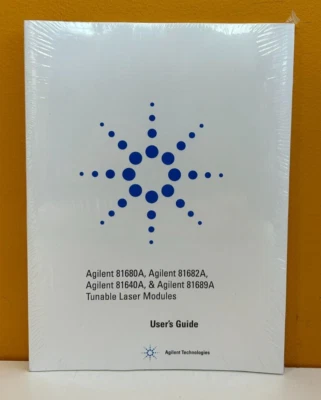 Agilent 81680A, Agilent 81682A,
Agilent 81640A, & Agilent 81689A
Tunable Laser Modules
User's Guide
Agilent Technologies